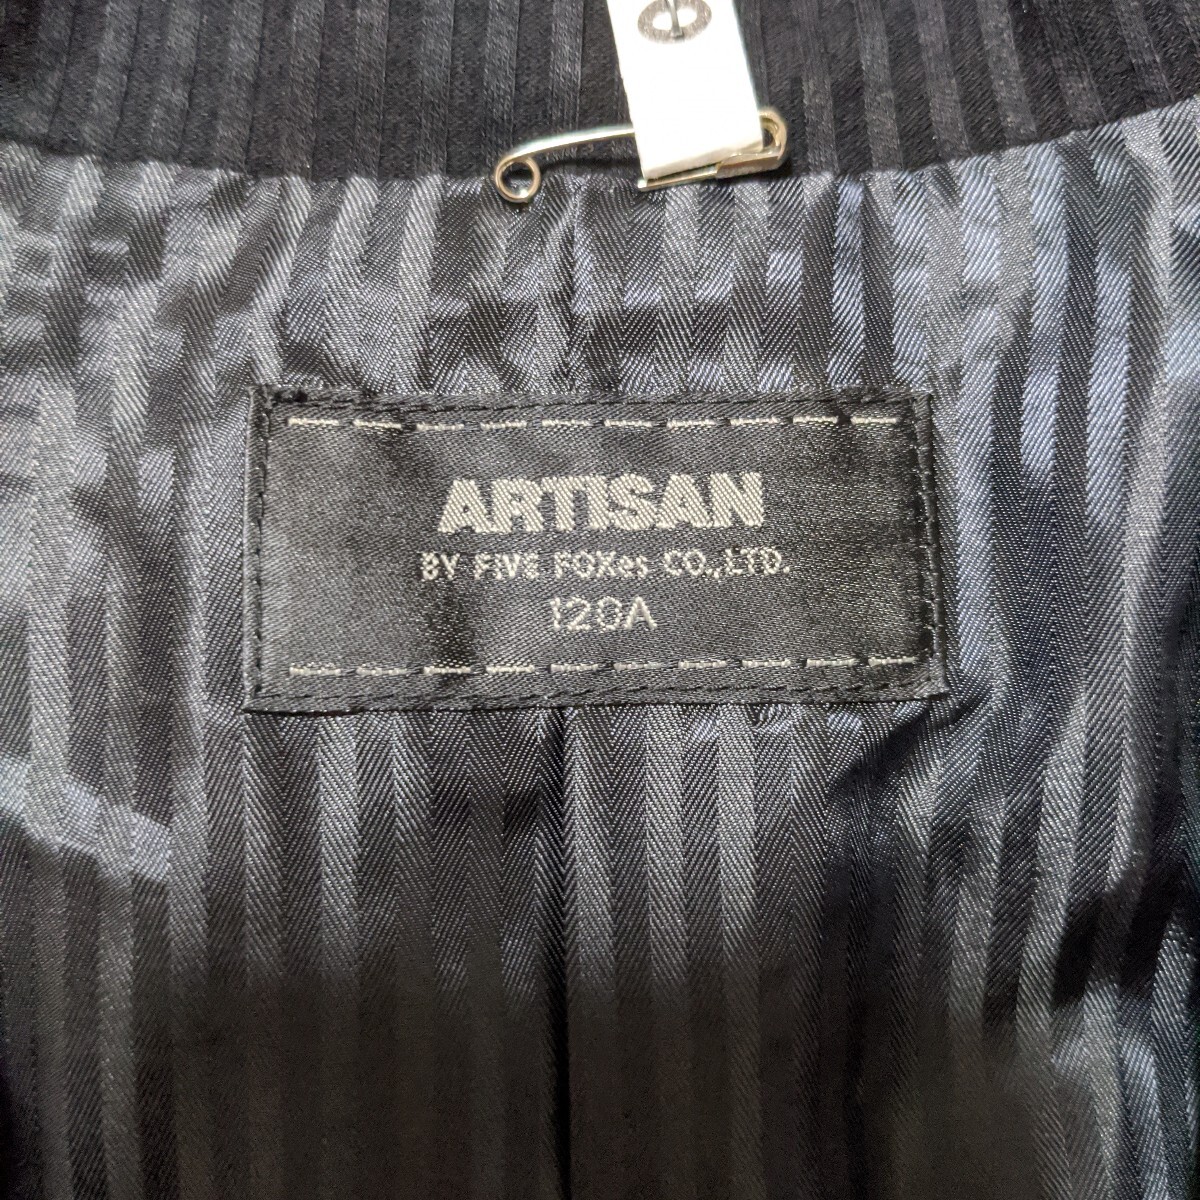 ARTISAN
BY FIVE FOXes CO.,LTD.
120A